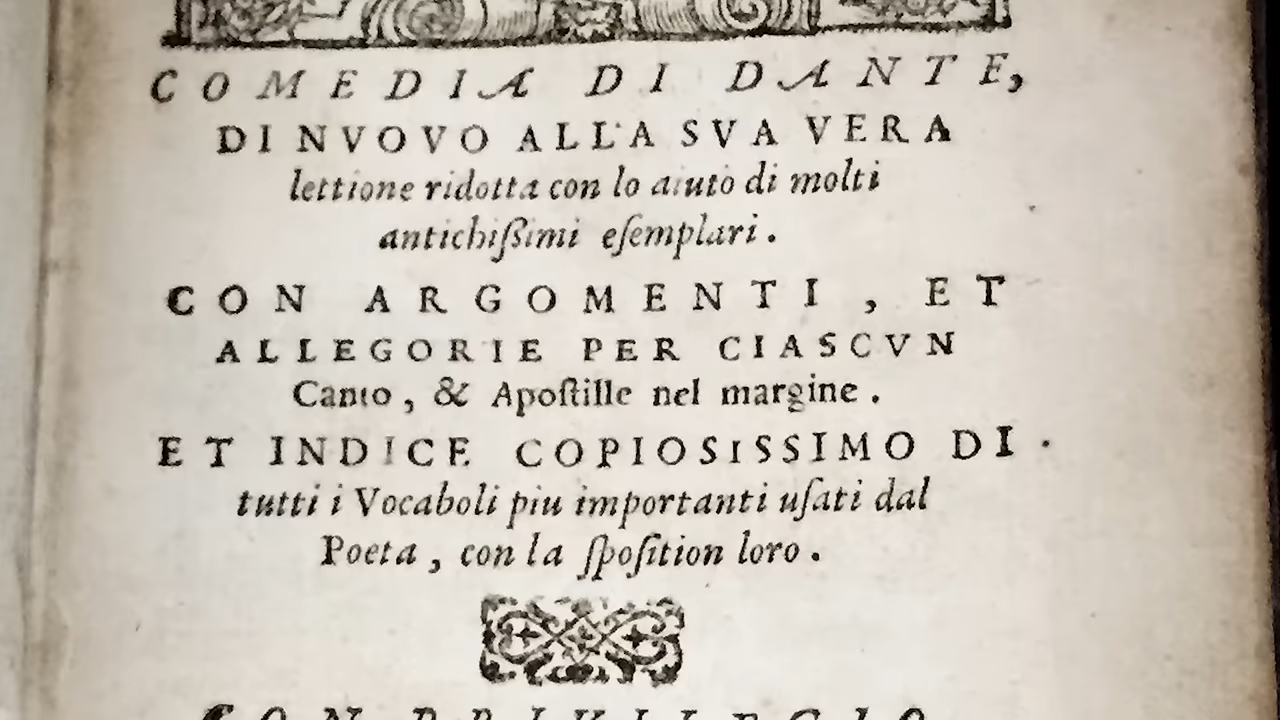 COMEDIA DI DANTE,
DI NVOVO ALLA SVA VERA
lettione ridotta con lo aiuto di molti
antichißimi eſemplari.
CON ARGOMENTI, ET
ALLEGORIE PER CIASCVN
Canto, & Apoſtille nel margine.
ET INDICE COPIOSISSIMO DI
tutti i Vocaboli piu importanti uſati dal
Poeta, con la ſpoſition loro.